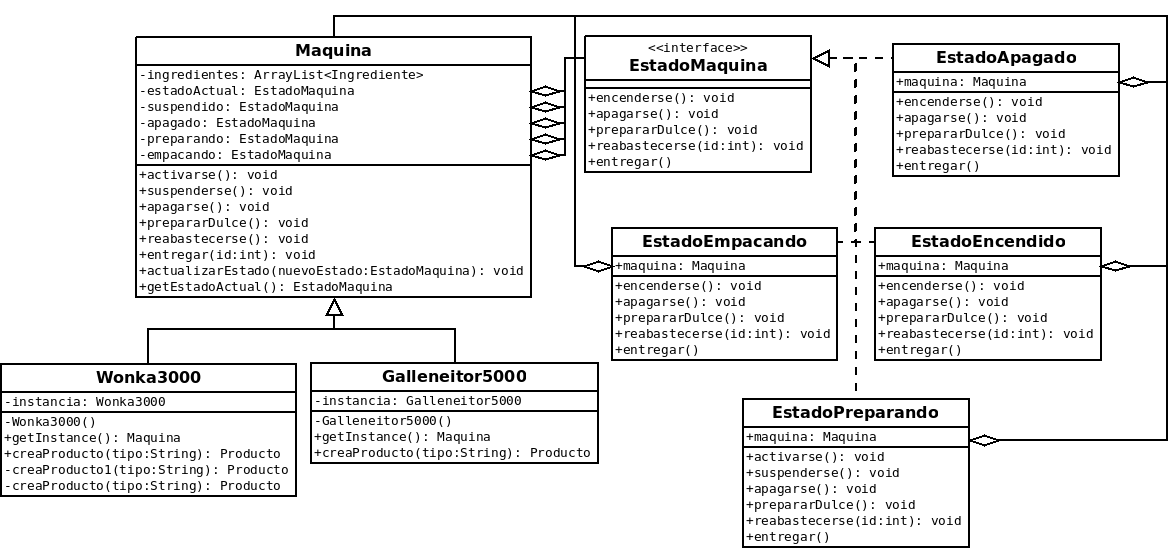 Maquina
-ingredientes: ArrayList<Ingrediente>
-estadoActual: EstadoMaquina
-suspendido: EstadoMaquina
-apagado: EstadoMaquina
-preparando: EstadoMaquina
-empacando: EstadoMaquina
+activarse(): void
+suspenderse(): void
+apagarse(): void
+prepararDulce(): void
+reabastecerse(): void
+entregar(id:int): void
+actualizarEstado(nuevoEstado:EstadoMaquina): void
+getEstadoActual(): EstadoMaquina
<<interface>>
EstadoMaquina
+encenderse(): void
+apagarse(): void
+prepararDulce(): void
+reabastecerse(id:int): void
+entregar()
EstadoApagado
+maquina: Maquina
+encenderse(): void
+apagarse(): void
+prepararDulce(): void
+reabastecerse(id:int): void
+entregar()
EstadoEmpacando
+maquina: Maquina
+encenderse(): void
+apagarse(): void
+prepararDulce(): void
+reabastecerse(id:int): void
+entregar()
EstadoEncendido
+maquina: Maquina
+encenderse(): void
+apagarse(): void
+prepararDulce(): void
+reabastecerse(id:int): void
+entregar()
Wonka3000
-instancia: Wonka3000
-Wonka3000()
+getInstance(): Maquina
+creaProducto(tipo:String): Producto
-creaProducto1(tipo:String): Producto
-creaProducto(tipo:String): Producto
Galleneitor5000
-instancia: Galleneitor5000
-Galleneitor5000()
+getInstance(): Maquina
+creaProducto(tipo:String): Producto
EstadoPreparando
+maquina: Maquina
+activarse(): void
+suspenderse(): void
+apagarse(): void
+prepararDulce(): void
+reabastecerse(id:int): void
+entregar()